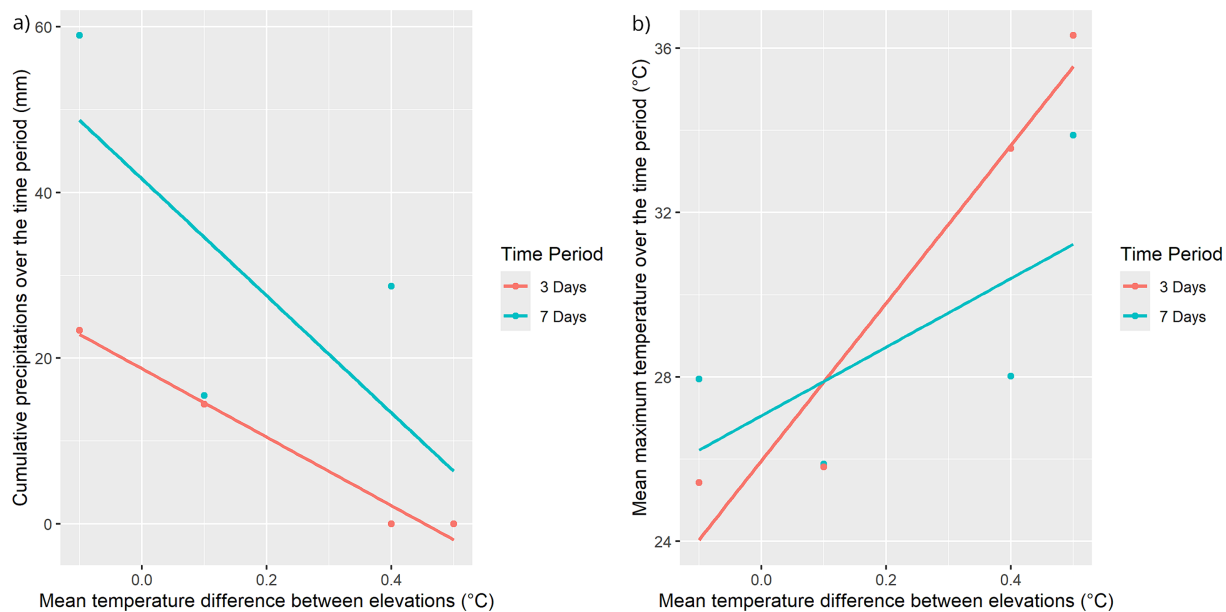 a)
Cumulative precipitations over the time period (mm)
60
40
20
0
0.0 0.2 0.4
Mean temperature difference between elevations (°C)
Time Period
3 Days
7 Days
b)
Mean maximum temperature over the time period (°C)
36
32
28
24
0.0 0.2 0.4
Mean temperature difference between elevations (°C)
Time Period
3 Days
7 Days